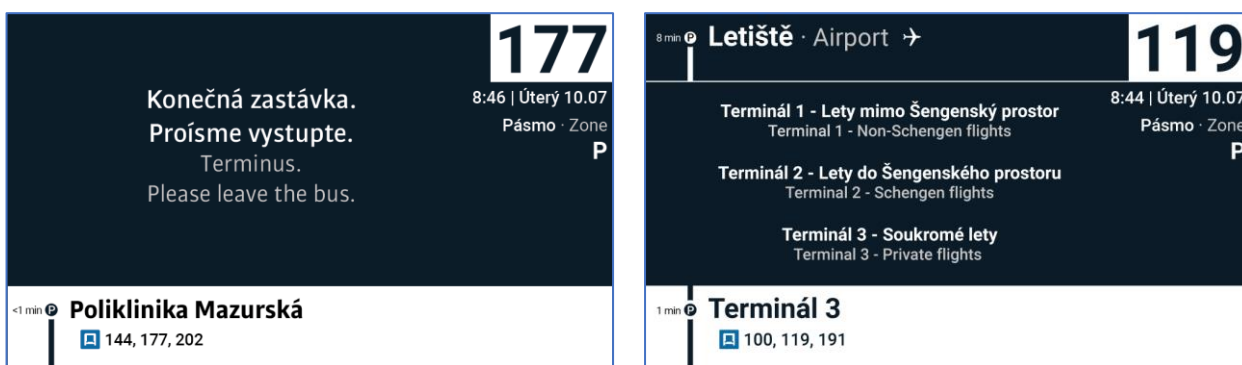 177
Konečná zastávka.
Proísme vystupte.
Terminus.
Please leave the bus.
8:46 | Úterý 10.07
Pásmo · Zone
P
<1 min P Poliklinika Mazurská
144, 177, 202
8 min P Letiště · Airport ✈
119
Terminál 1 - Lety mimo Šengenský prostor
Terminal 1 - Non-Schengen flights
Terminál 2 - Lety do Šengenského prostoru
Terminal 2 - Schengen flights
Terminál 3 - Soukromé lety
Terminal 3 - Private flights
8:44 | Úterý 10.07
Pásmo · Zone
P
1 min P Terminál 3
100, 119, 191